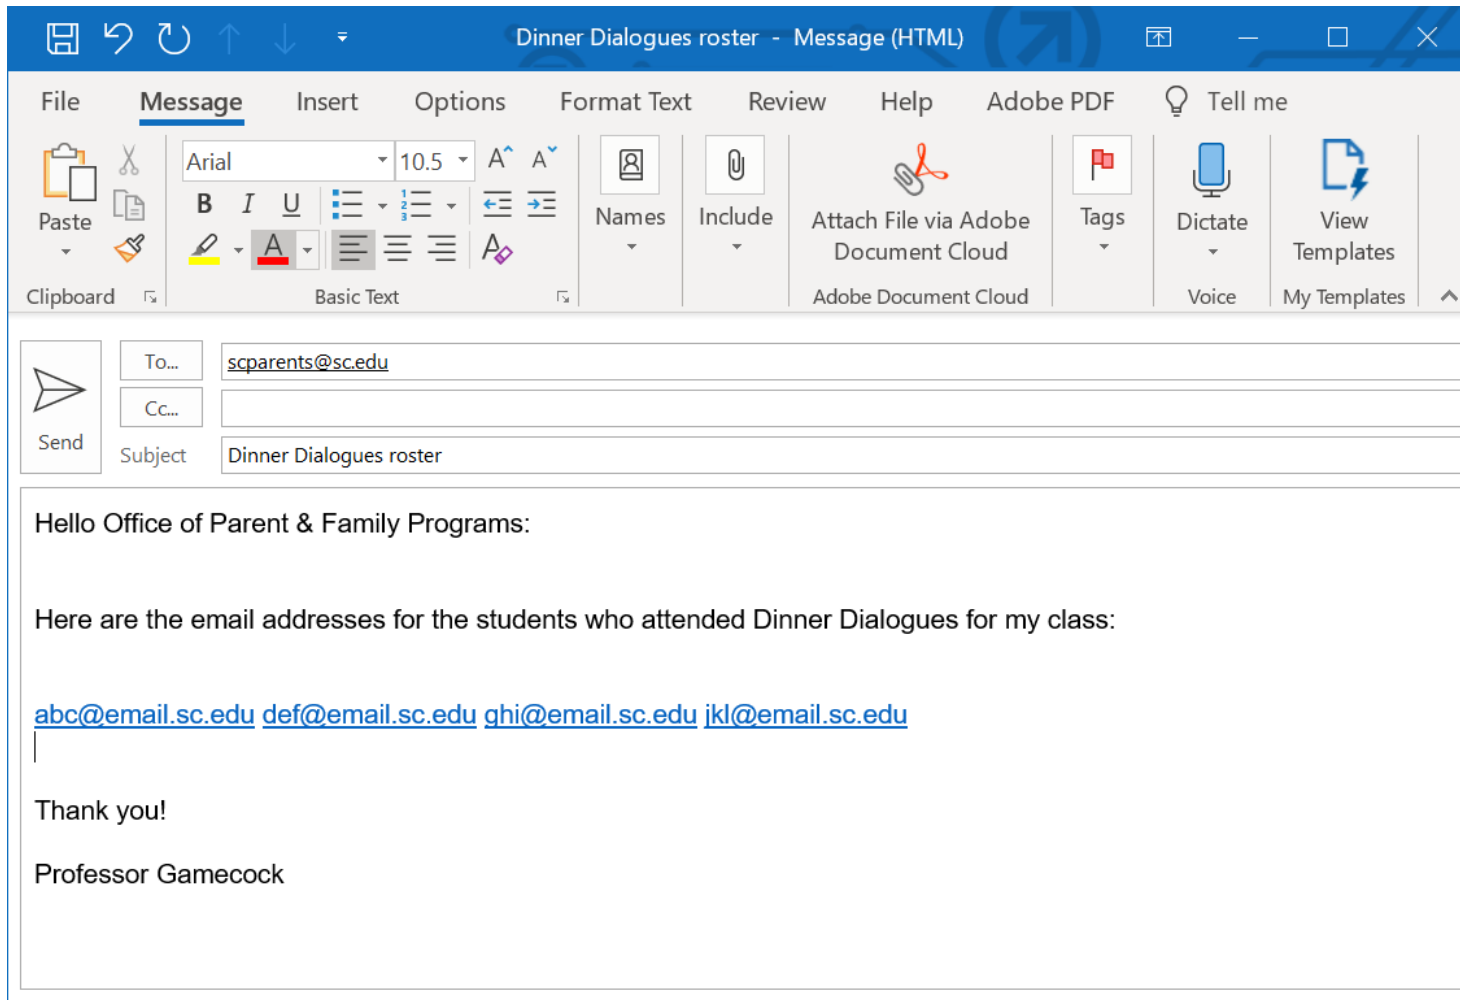 Dinner Dialogues roster - Message (HTML)
File Message Insert Options Format Text Review Help Adobe PDF Tell me
Arial 10.5
Paste
B I U
Names
Include
Attach File via Adobe
Document Cloud
Tags
Dictate
View
Templates
Clipboard Basic Text Adobe Document Cloud Voice My Templates
Send
To... scparents@sc.edu
Cc...
Subject Dinner Dialogues roster
Hello Office of Parent & Family Programs:
Here are the email addresses for the students who attended Dinner Dialogues for my class:
abc@email.sc.edu def@email.sc.edu ghi@email.sc.edu jkl@email.sc.edu
Thank you!
Professor Gamecock